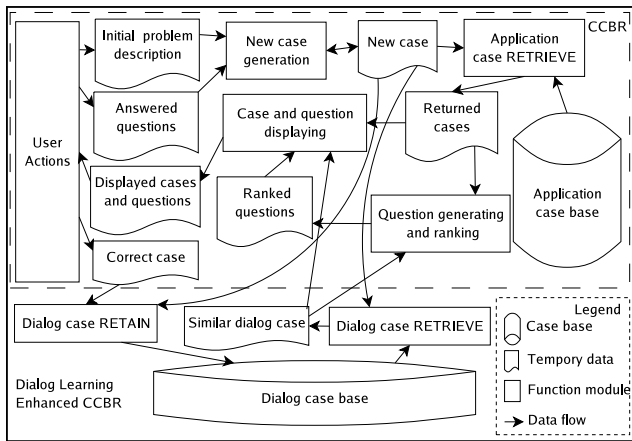 CCBR
Initial problem
description
New case
generation
New case
Application
case RETRIEVE
Answered
questions
Case and question
displaying
Returned
cases
User
Actions
Displayed cases
and questions
Ranked
questions
Question generating
and ranking
Application
case base
Correct case
Dialog case RETAIN
Similar dialog case
Dialog case RETRIEVE
Dialog Learning
Enhanced CCBR
Dialog case base
Legend
Case base
Tempory data
Function module
Data flow